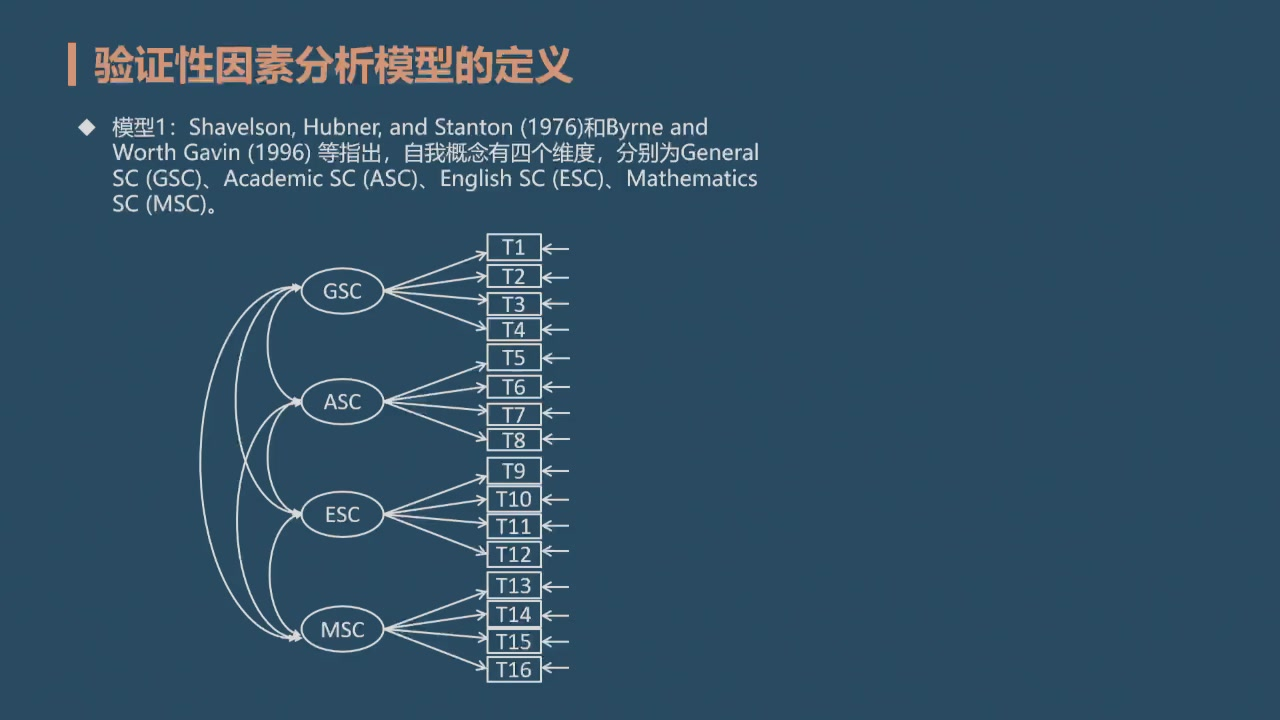 验证性因素分析模型的定义
模型1：Shavelson, Hubner, and Stanton (1976)和Byrne and
Worth Gavin (1996) 等指出，自我概念有四个维度，分别为General
SC (GSC)、Academic SC (ASC)、English SC (ESC)、Mathematics
SC (MSC)。
T1
T2
GSC
T3
T4
T5
T6
ASC
T7
T8
T9
T10
ESC
T11
T12
T13
T14
MSC
T15
T16